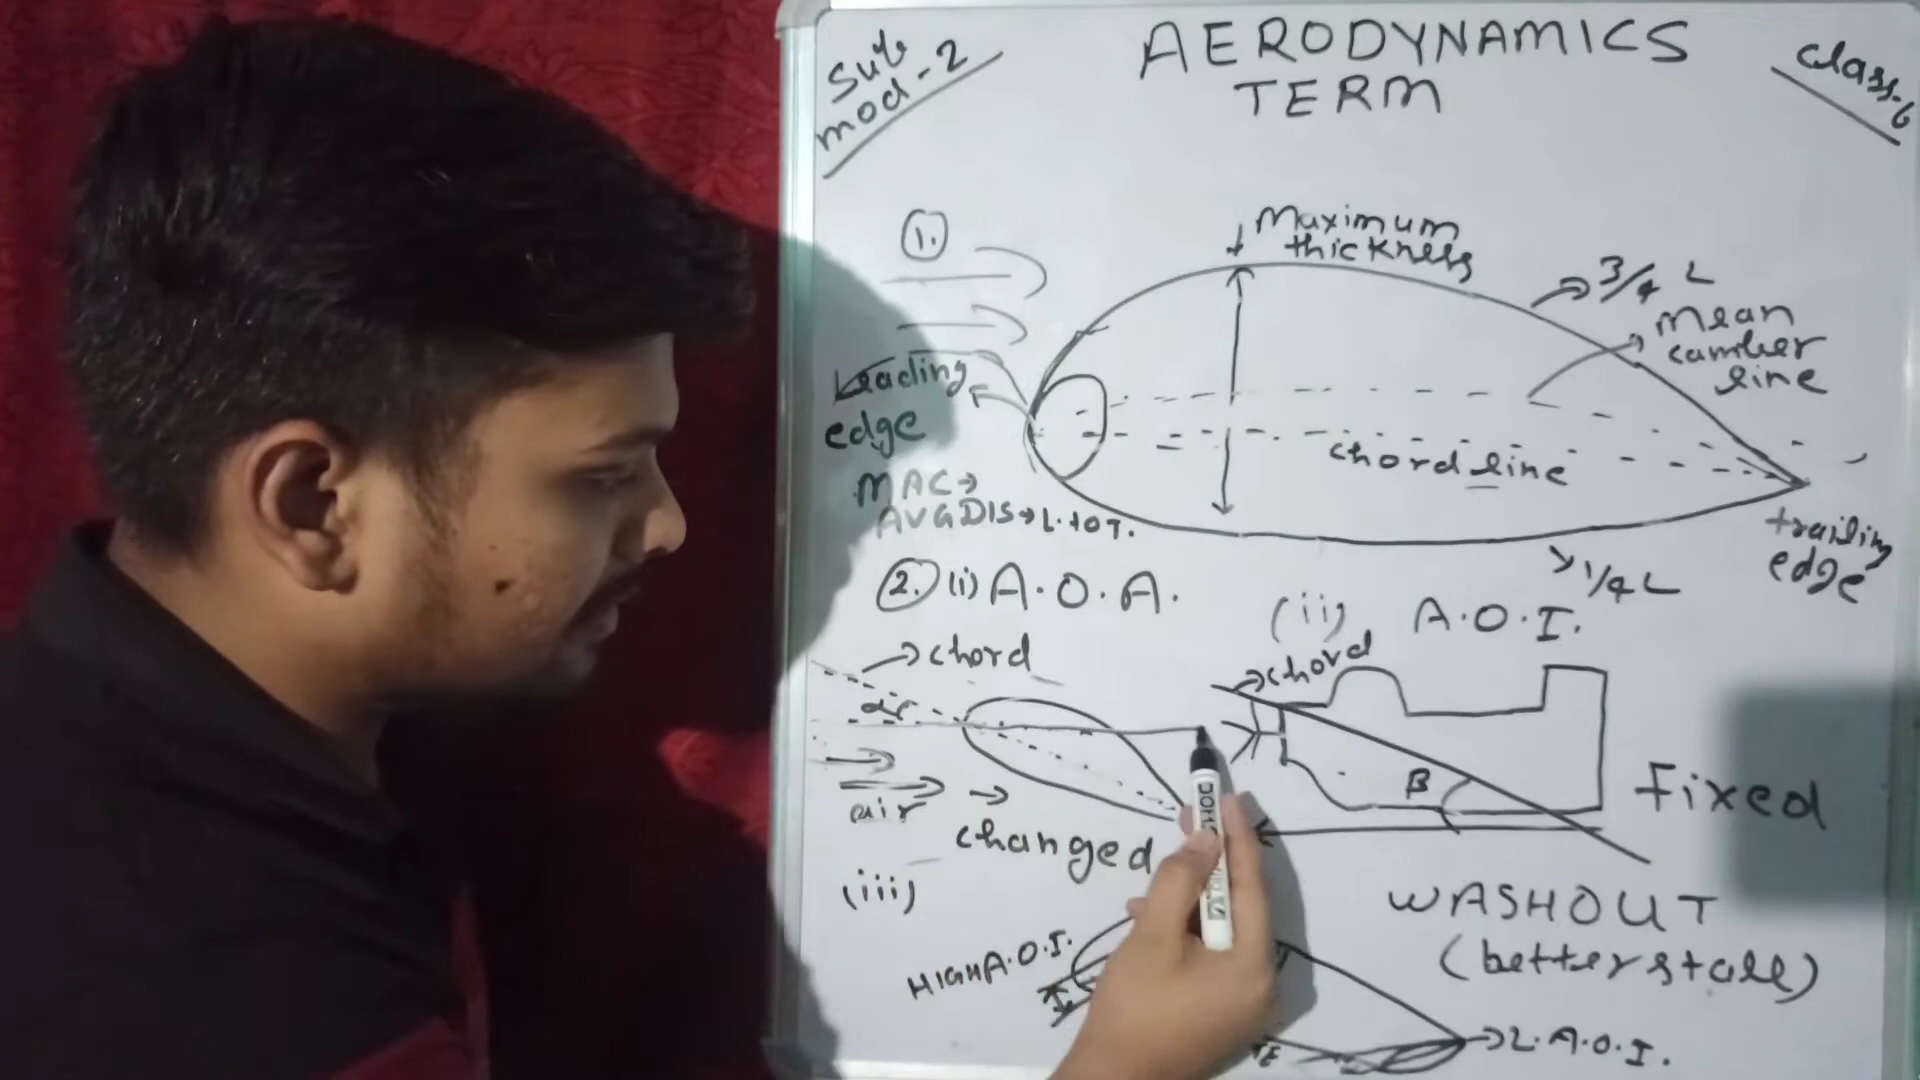 Sub
mod-2
AERODYNAMICS
TERM
Class-6
1.
Maximum
thickness
3/4 L
mean
camber
line
Leading
edge
chord line
MAC→
AVGDIS→L.TOT.
trailing
edge
1/4 L
2. (i) A.O.A.
(ii) A.O.I.
→chord
→chord
air
→
changed
B
Fixed
(iii)
WASHOUT
(better stall)
HIGH A.O.I.
→L.A.O.I.